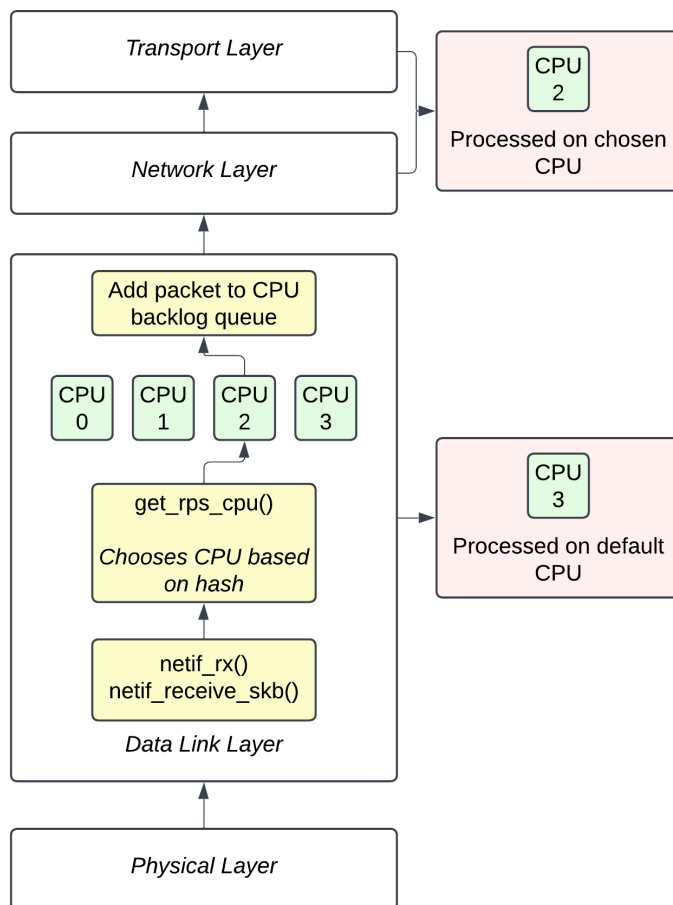 Transport Layer
CPU
2
Processed on chosen
CPU
Network Layer
Add packet to CPU
backlog queue
CPU
0
CPU
1
CPU
2
CPU
3
get_rps_cpu()
Chooses CPU based
on hash
CPU
3
Processed on default
CPU
netif_rx()
netif_receive_skb()
Data Link Layer
Physical Layer